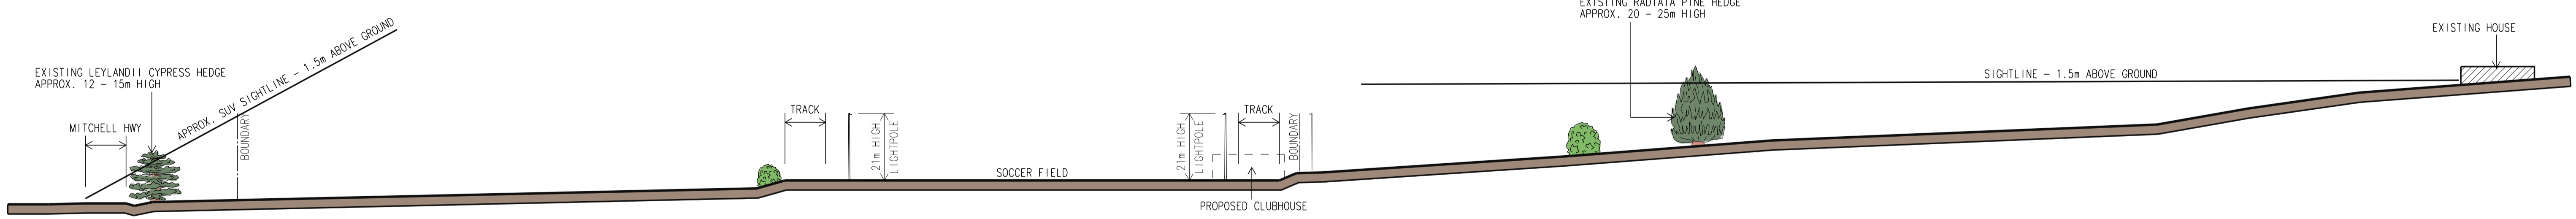 EXISTING LEYLANDII CYPRESS HEDGE
APPROX. 12 - 15m HIGH
MITCHELL HWY
APPROX. SUV SIGHTLINE - 1.5m ABOVE GROUND
BOUNDARY
TRACK
21m HIGH
LIGHTPOLE
SOCCER FIELD
21m HIGH
LIGHTPOLE
TRACK
BOUNDARY
PROPOSED CLUBHOUSE
EXISTING RADIATA PINE HEDGE
APPROX. 20 - 25m HIGH
SIGHTLINE - 1.5m ABOVE GROUND
EXISTING HOUSE